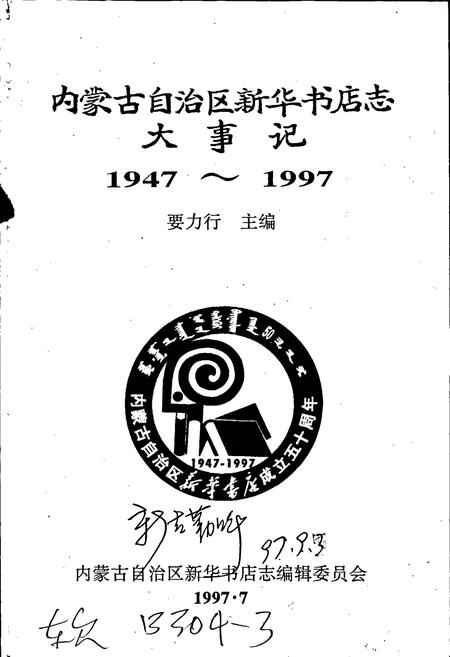 内蒙古自治区新华书店志
大事记
1947 ～ 1997
要力行 主编
50
内蒙古自治区新华书店成立五十周年
1947-1997
97.9.3
内蒙古自治区新华书店志编辑委员会
1997·7
B304-3